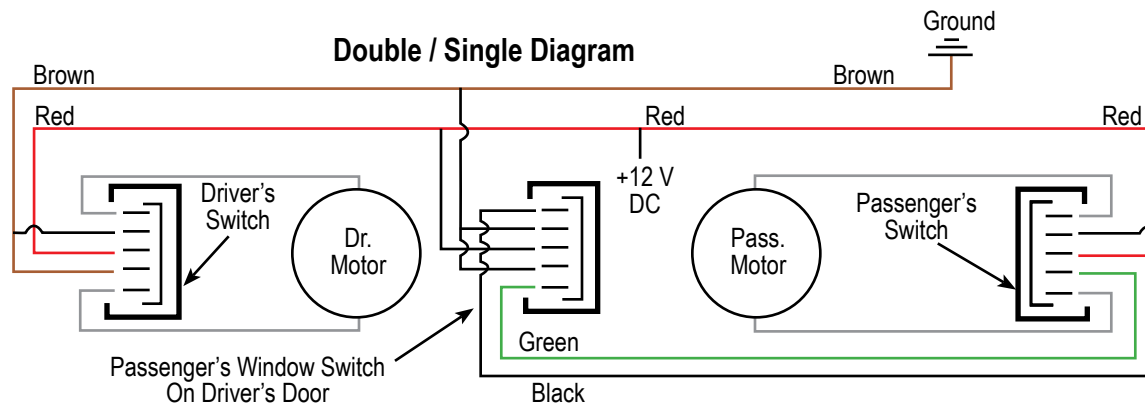 Ground
Double / Single Diagram
Brown
Brown
Red
Red
Red
+12 V
DC
Driver's
Switch
Passenger's
Switch
Dr.
Motor
Pass.
Motor
Green
Passenger's Window Switch
On Driver's Door
Black